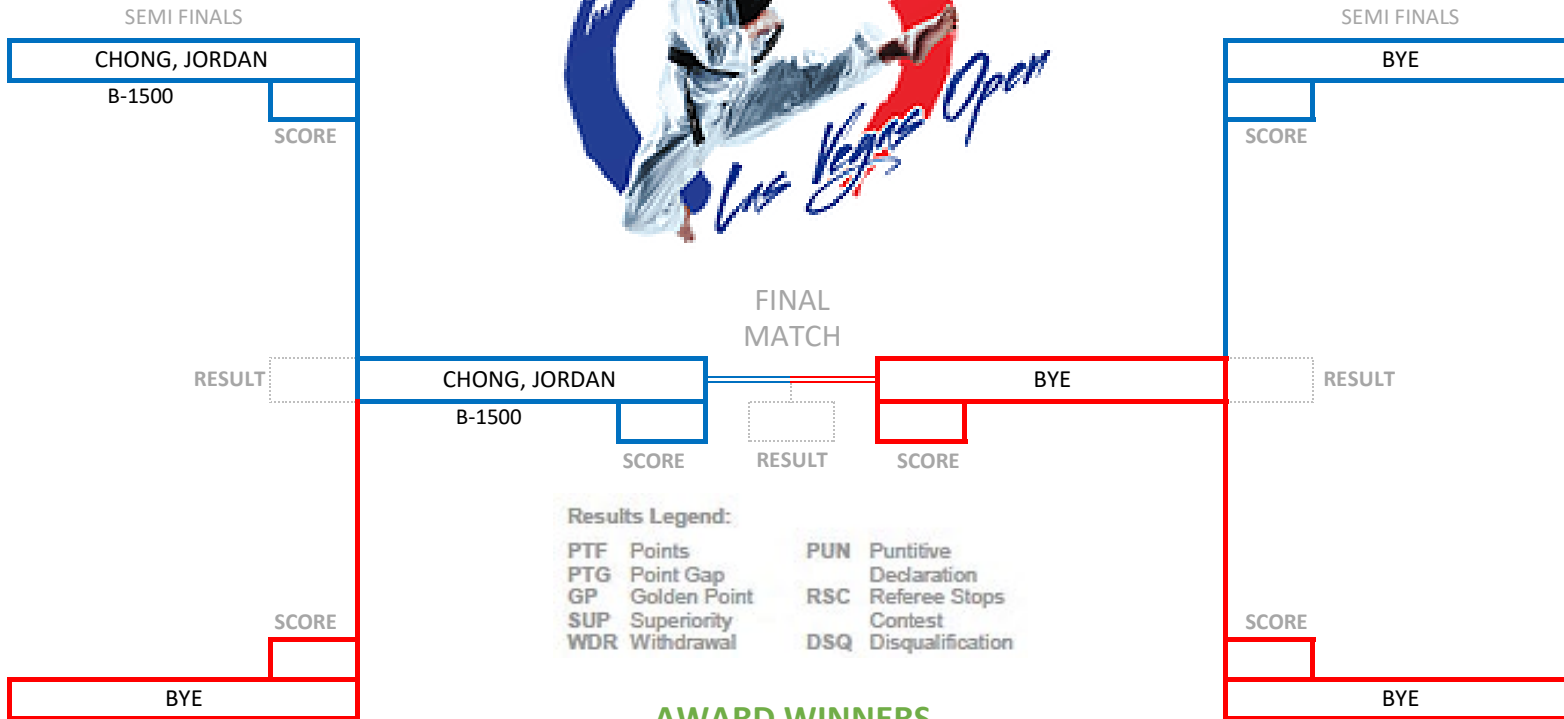 SEMI FINALS
SEMI FINALS
CHONG, JORDAN
BYE
B-1500
SCORE
SCORE
Las Vegas Open
FINAL
MATCH
RESULT
CHONG, JORDAN
BYE
RESULT
B-1500
SCORE
RESULT
SCORE
Results Legend:
PTF Points
PTG Point Gap
GP Golden Point
SUP Superiority
WDR Withdrawal
PUN Puntitive
Declaration
RSC Referee Stops
Contest
DSQ Disqualification
SCORE
SCORE
BYE
BYE
AWARD WINNERS